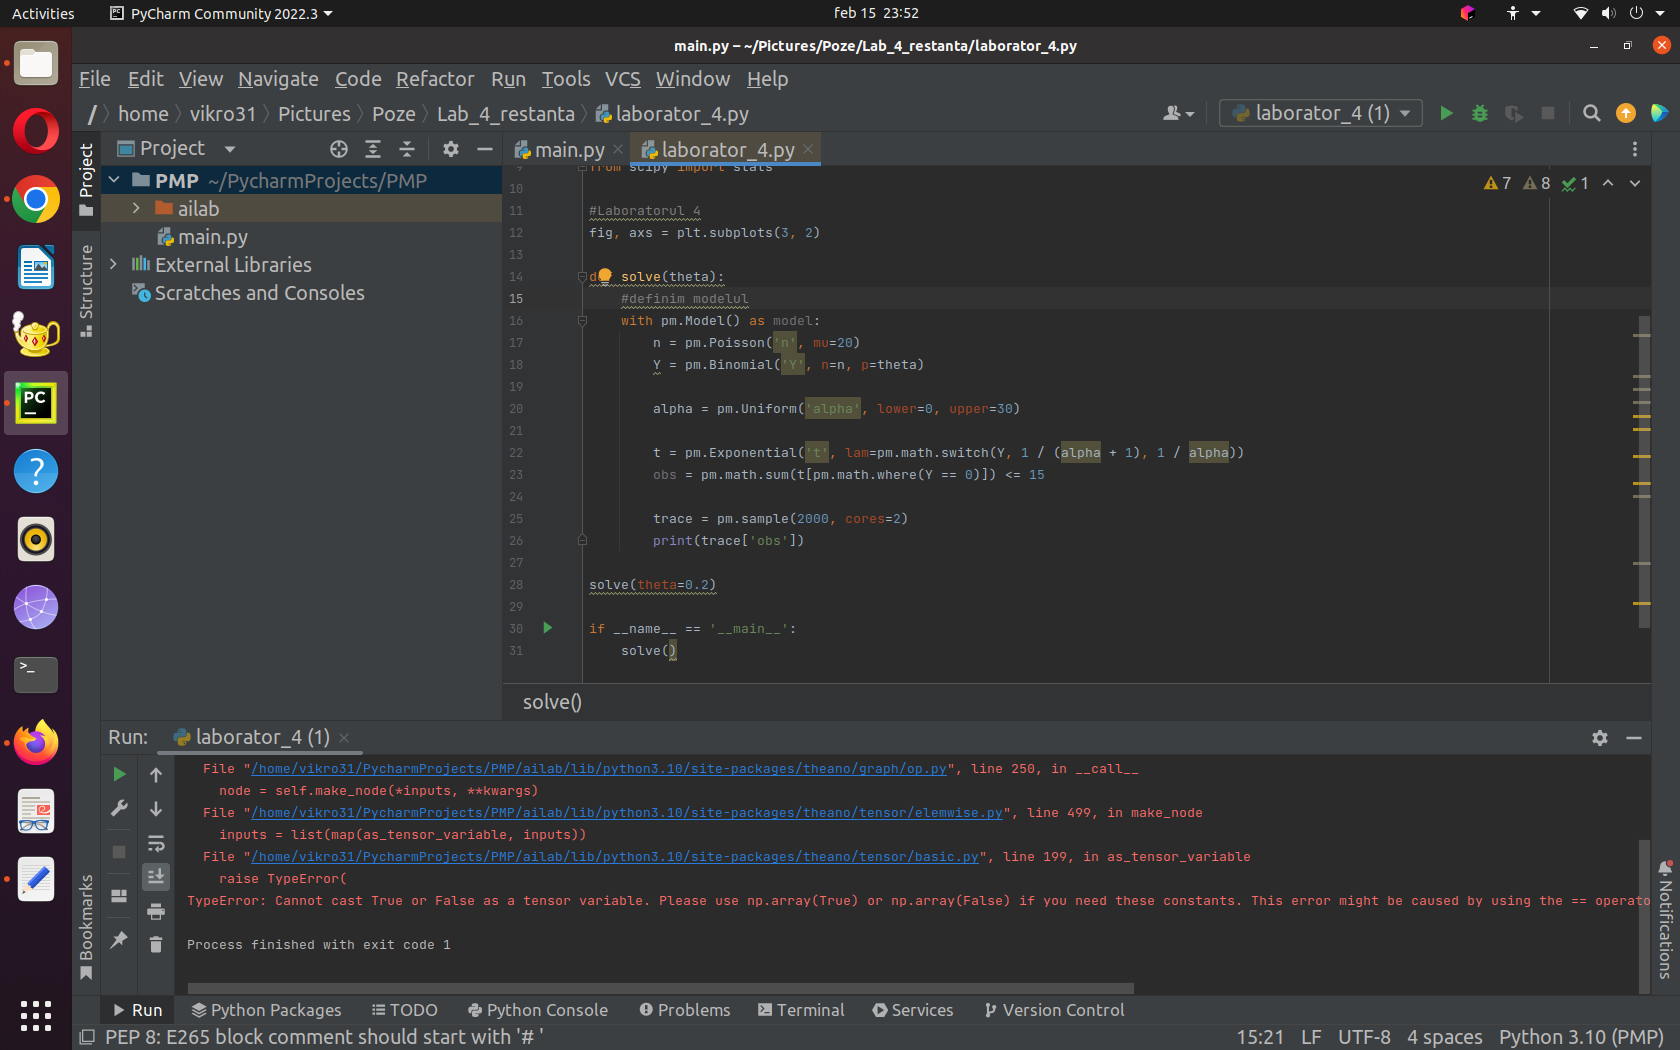 Activities
PyCharm Community 2022.3
feb 15 23:52
main.py – ~/Pictures/Poze/Lab_4_restanta/laborator_4.py
File Edit View Navigate Code Refactor Run Tools VCS Window Help
/ home vikro31 Pictures Poze Lab_4_restanta laborator_4.py
laborator_4 (1)
Project
PMP ~/PycharmProjects/PMP
ailab
main.py
External Libraries
Scratches and Consoles
Project
Structure
Bookmarks
Notifications
main.py laborator_4.py
7 8 1
9 from scipy import stats
10
11 #Laboratorul 4
12 fig, axs = plt.subplots(3, 2)
13
14 d solve(theta):
15 #definim modelul
16 with pm.Model() as model:
17 n = pm.Poisson('n', mu=20)
18 Y = pm.Binomial('Y', n=n, p=theta)
19
20 alpha = pm.Uniform('alpha', lower=0, upper=30)
21
22 t = pm.Exponential('t', lam=pm.math.switch(Y, 1 / (alpha + 1), 1 / alpha))
23 obs = pm.math.sum(t[pm.math.where(Y == 0)]) <= 15
24
25 trace = pm.sample(2000, cores=2)
26 print(trace['obs'])
27
28 solve(theta=0.2)
29
30 if __name__ == '__main__':
31 solve()
solve()
Run: laborator_4 (1)
File "/home/vikro31/PycharmProjects/PMP/ailab/lib/python3.10/site-packages/theano/graph/op.py", line 250, in __call__
node = self.make_node(*inputs, **kwargs)
File "/home/vikro31/PycharmProjects/PMP/ailab/lib/python3.10/site-packages/theano/tensor/elemwise.py", line 499, in make_node
inputs = list(map(as_tensor_variable, inputs))
File "/home/vikro31/PycharmProjects/PMP/ailab/lib/python3.10/site-packages/theano/tensor/basic.py", line 199, in as_tensor_variable
raise TypeError(
TypeError: Cannot cast True or False as a tensor variable. Please use np.array(True) or np.array(False) if you need these constants. This error might be caused by using the == operato
Process finished with exit code 1
Run Python Packages TODO Python Console Problems Terminal Services Version Control
PEP 8: E265 block comment should start with '# '
15:21 LF UTF-8 4 spaces Python 3.10 (PMP)